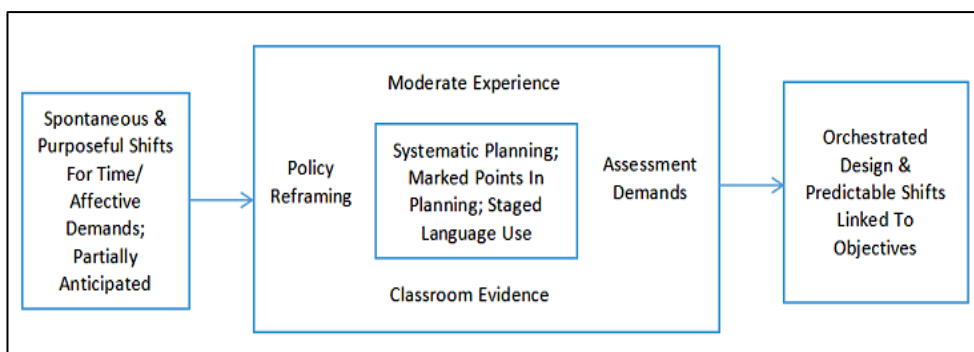 Spontaneous &
Purposeful Shifts
For Time/
Affective
Demands;
Partially
Anticipated
Moderate Experience
Policy
Reframing
Systematic Planning;
Marked Points In
Planning; Staged
Language Use
Assessment
Demands
Classroom Evidence
Orchestrated
Design &
Predictable Shifts
Linked To
Objectives